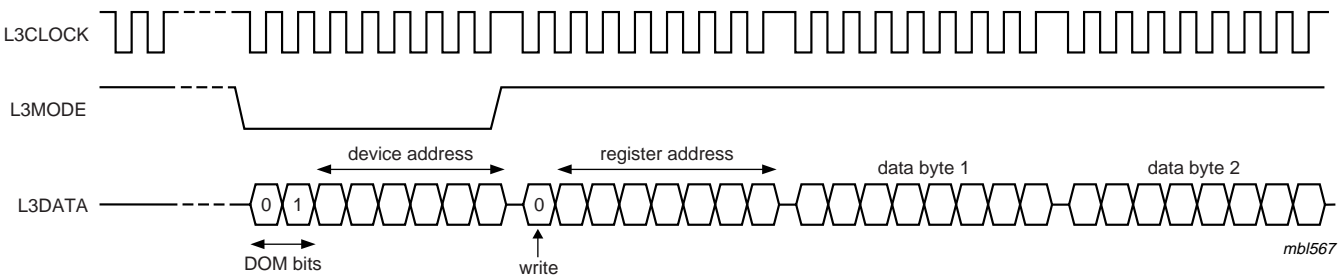 L3CLOCK
L3MODE
device address
register address
data byte 1
data byte 2
L3DATA
0
1
0
DOM bits
write
mbl567